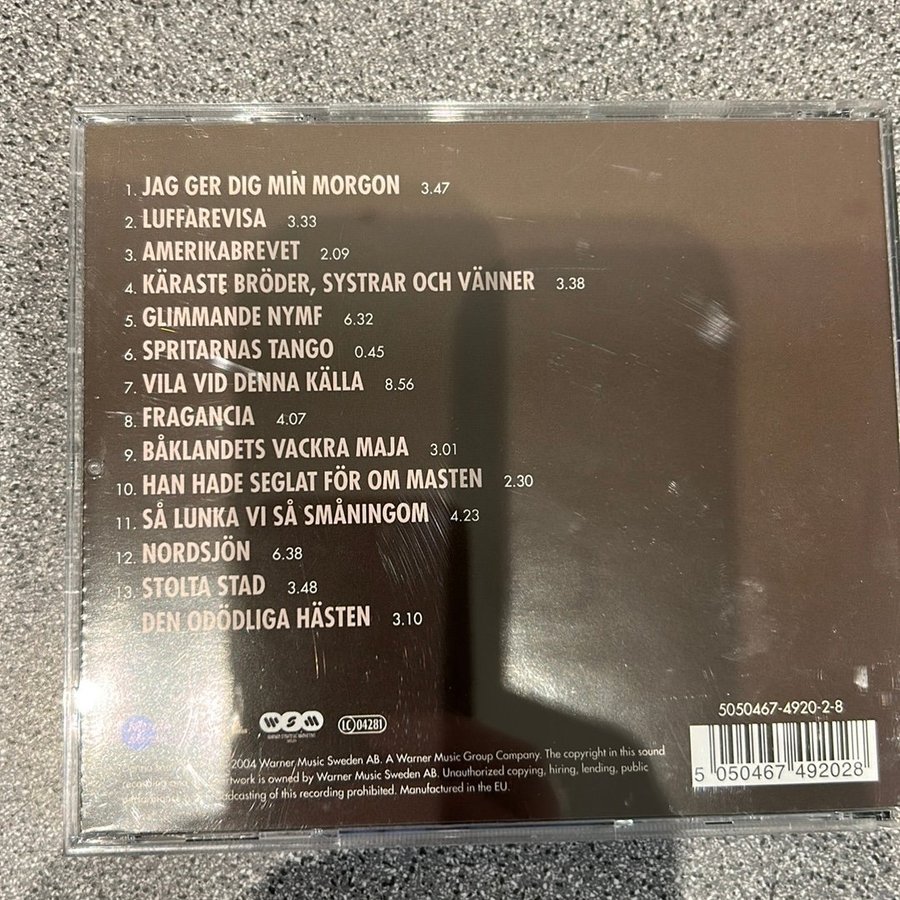 1. JAG GER DIG MIN MORGON 3.47
2. LUFFAREVISA 3.33
3. AMERIKABREVET 2.09
4. KÄRASTE BRÖDER, SYSTRAR OCH VÄNNER 3.38
5. GLIMMANDE NYMF 6.32
6. SPRITARNAS TANGO 0.45
7. VILA VID DENNA KÄLLA 8.56
8. FRAGANCIA 4.07
9. BÅKLANDETS VACKRA MAJA 3.01
10. HAN HADE SEGLAT FÖR OM MASTEN 2.30
11. SÅ LUNKA VI SÅ SMÅNINGOM 4.23
12. NORDSJÖN 6.38
13. STOLTA STAD 3.48
DEN ODÖDLIGA HÄSTEN 3.10
5050467-4920-2-8
WSM
LC 04281
2004 Warner Music Sweden AB. A Warner Music Group Company. The copyright in this sound
recording is owned by Warner Music Sweden AB. Unauthorized copying, hiring, lending, public
broadcasting of this recording prohibited. Manufactured in the EU.
5 050467 492028